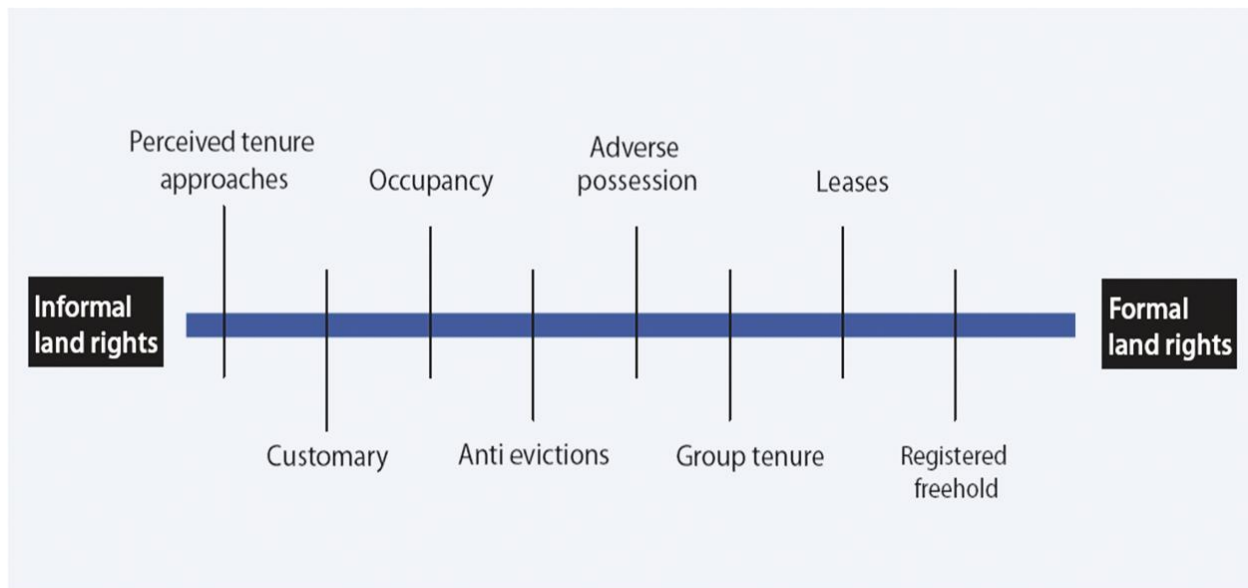 Perceived tenure
approaches
Occupancy
Adverse
possession
Leases
Informal
land rights
Formal
land rights
Customary
Anti evictions
Group tenure
Registered
freehold